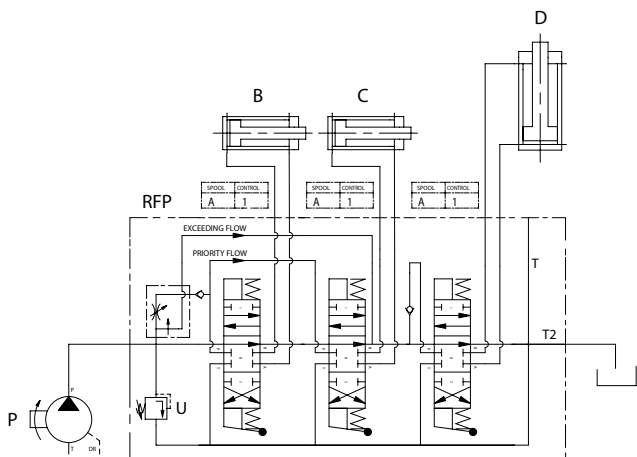 D
B
C
SPOOL CONTROL
A 1
SPOOL CONTROL
A 1
SPOOL CONTROL
A 1
RFP
EXCEEDING FLOW
PRIORITY FLOW
T
T2
P
P
U
T
DR